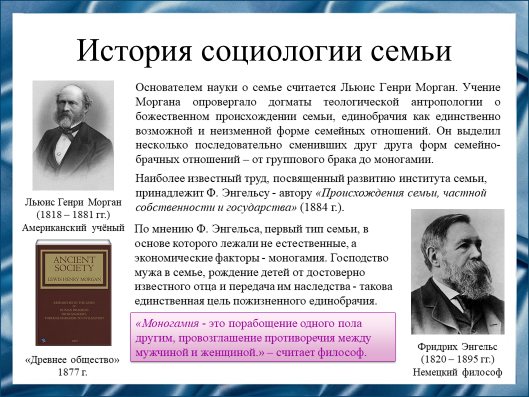 История социологии семьи
Основателем науки о семье считается Льюис Генри Морган. Учение
Моргана опровергало догматы теологической антропологии о
божественном происхождении семьи, единобрачия как единственно
возможной и неизменной форме семейных отношений. Он выделил
несколько последовательно сменивших друг друга форм семейно-
брачных отношений – от группового брака до моногамии.
Наиболее известный труд, посвященный развитию института семьи,
принадлежит Ф. Энгельсу - автору «Происхождения семьи, частной
собственности и государства» (1884 г.).
Льюис Генри Морган
(1818 – 1881 гг.)
Американский учёный
По мнению Ф. Энгельса, первый тип семьи, в
основе которого лежали не естественные, а
экономические факторы - моногамия. Господство
мужа в семье, рождение детей от достоверно
известного отца и передача им наследства - такова
единственная цель пожизненного единобрачия.
ANCIENT
SOCIETY
LEWIS HENRY MORGAN
«Моногамия - это порабощение одного пола
другим, провозглашение противоречия между
мужчиной и женщиной.» – считает философ.
«Древнее общество»
1877 г.
Фридрих Энгельс
(1820 – 1895 гг.)
Немецкий философ